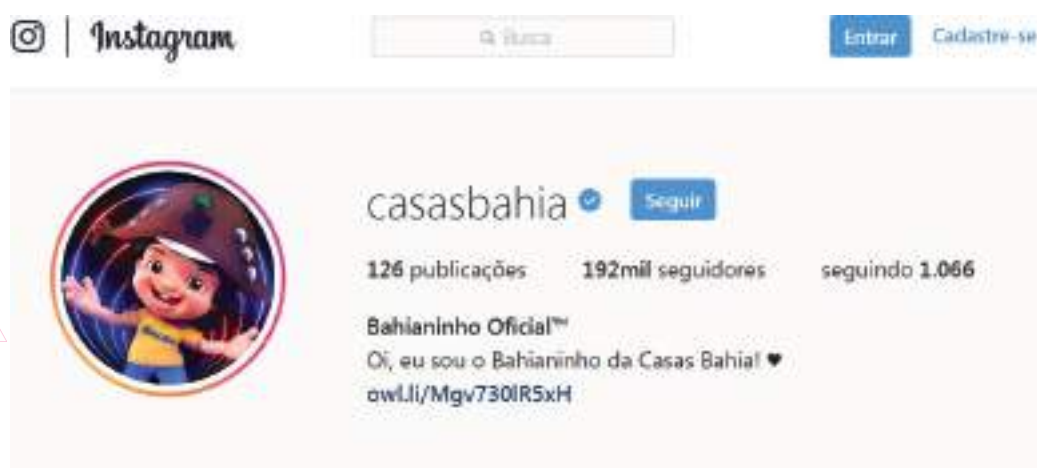 Instagram
Busca
Entrar
Cadastre-se
casasbahia
Seguir
126 publicações 192mil seguidores seguindo 1.066
Bahianinho Oficial™
Oi, eu sou o Bahianinho da Casas Bahia! ♥
owl.li/Mgv730lR5xH